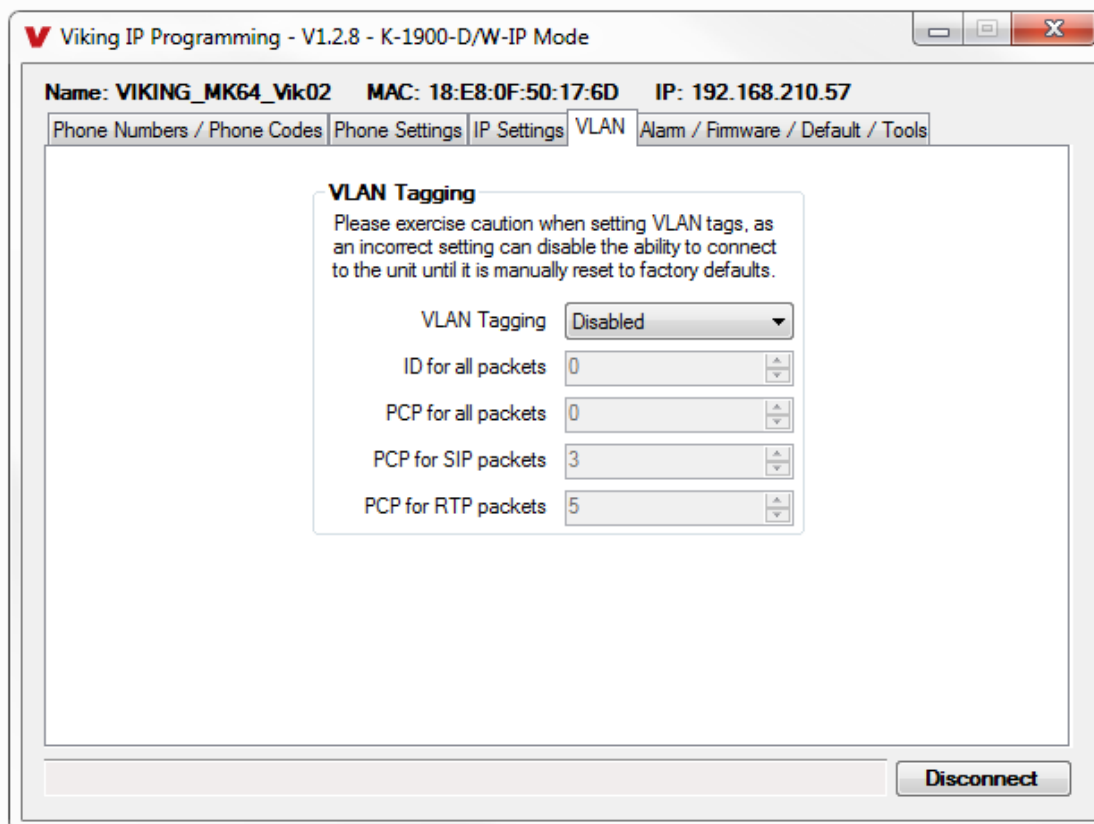 Viking IP Programming - V1.2.8 - K-1900-D/W-IP Mode
Name: VIKING_MK64_Vik02 MAC: 18:E8:0F:50:17:6D IP: 192.168.210.57
Phone Numbers / Phone Codes Phone Settings IP Settings VLAN Alarm / Firmware / Default / Tools
VLAN Tagging
Please exercise caution when setting VLAN tags, as
an incorrect setting can disable the ability to connect
to the unit until it is manually reset to factory defaults.
VLAN Tagging Disabled
ID for all packets 0
PCP for all packets 0
PCP for SIP packets 3
PCP for RTP packets 5
Disconnect